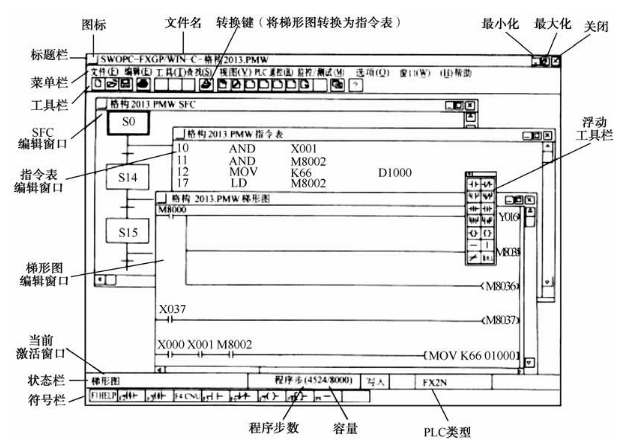 图标
文件名
转换键(将梯形图转换为指令表)
最小化
最大化
关闭
标题栏
SWOPC-FXGP/WIN-C-格构2013.PMW
菜单栏
文件(F) 编辑(E) 工具(T) 查找(S) 视图(V) PLC 遥控(R) 监控/测试(M) 选项(O) 窗口(W) (H)帮助
工具栏
格构2013 PMW SFC
SFC
编辑窗口
S0
S14
S15
格构2013 PMW 指令表
指令表
编辑窗口
10 AND X001
11 AND M8002
12 MOV K66 D1000
17 LD M8002
浮动
工具栏
格构 2013.PMW 梯形图
梯形图
编辑窗口
M8000
Y016
M8035
M8036
X037
M8037
X000 X001 M8002
MOV K66 01000
当前
激活窗口
状态栏
梯形图
程序步(4524/8000)
写入
FX2N
符号栏
F1HELP
F4 CNU
程序步数
容量
PLC类型